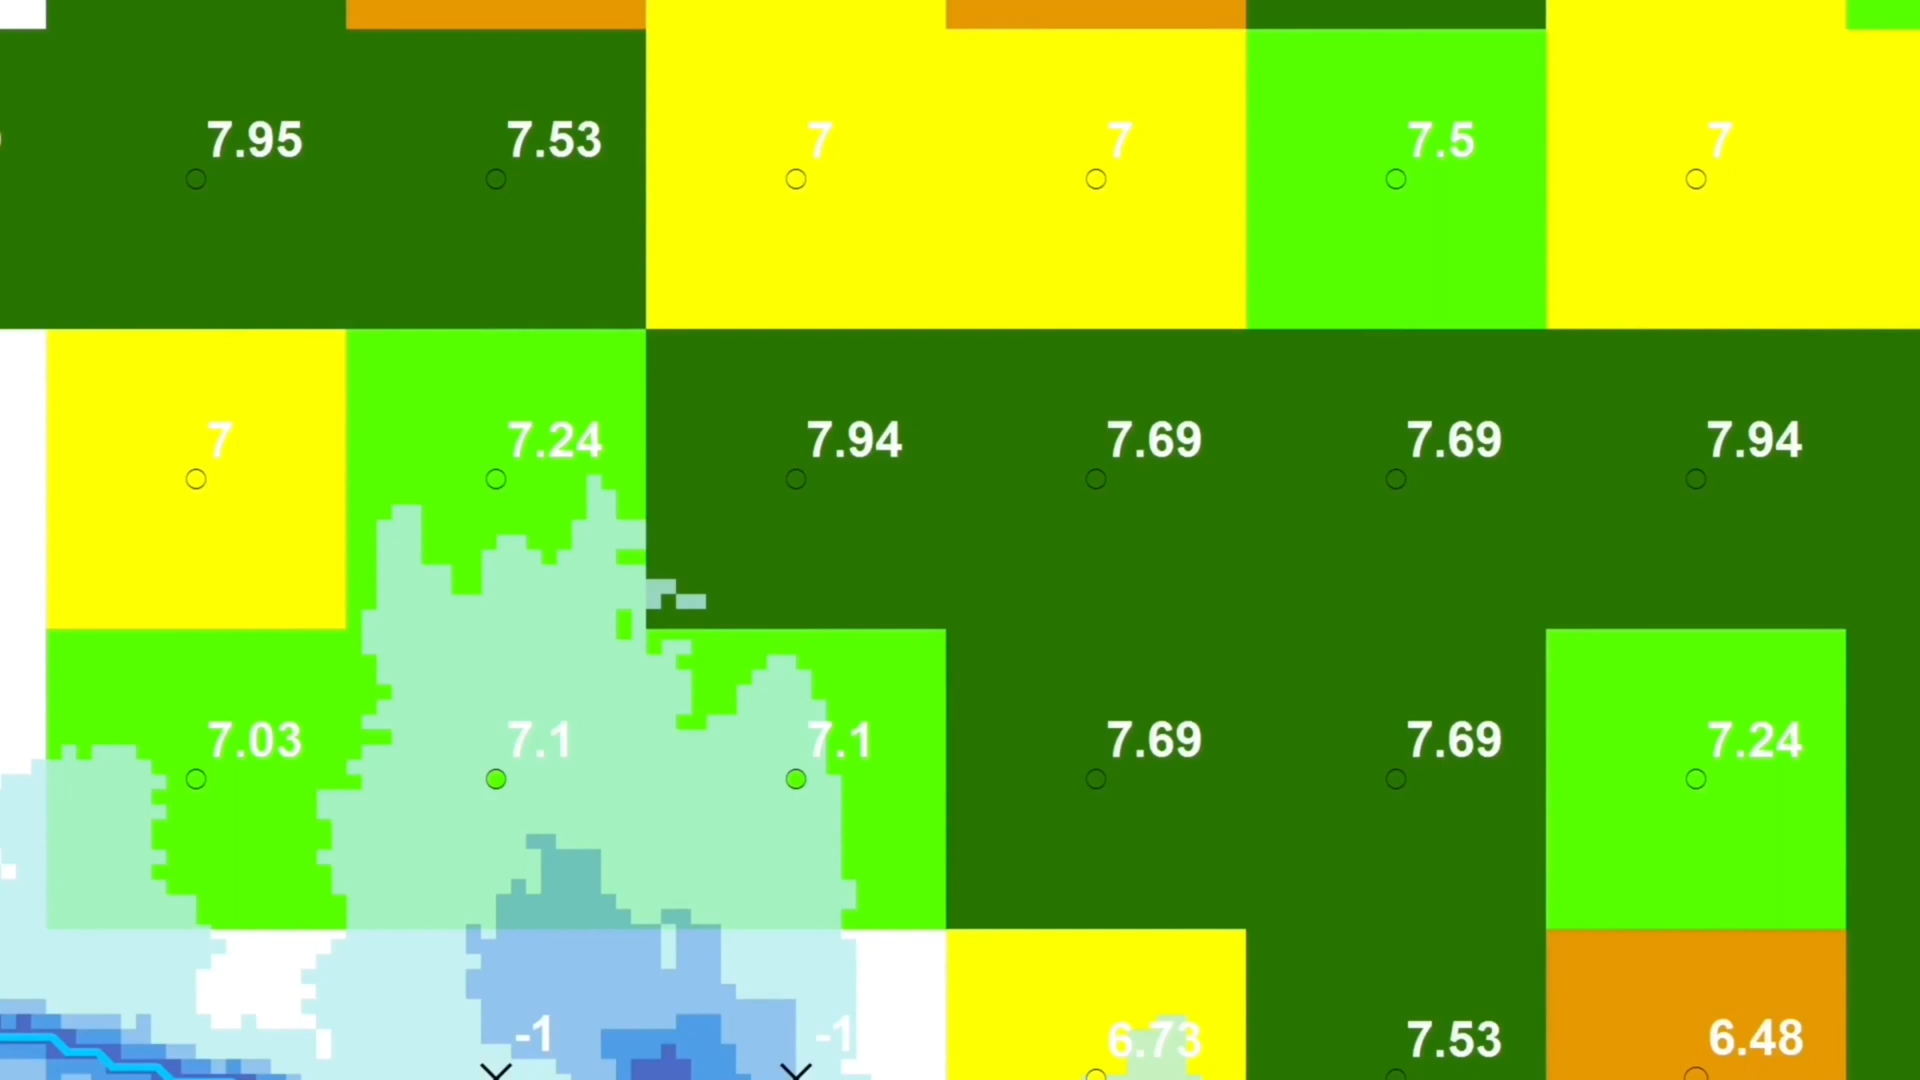 7.95 7.53 7 7 7.5 7
7 7.24 7.94 7.69 7.69 7.94
7.03 7.1 7.1 7.69 7.69 7.24
-1 -1 6.73 7.53 6.48